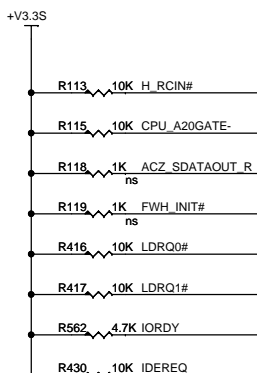 +V3.3S
R113 10K H_RCIN#
R115 10K CPU_A20GATE-
R118 1K ACZ_SDATAOUT_R
ns
R119 1K FWH_INIT#
ns
R416 10K LDRQ0#
R417 10K LDRQ1#
R562 4.7K IORDY
R430 10K IDEREQ